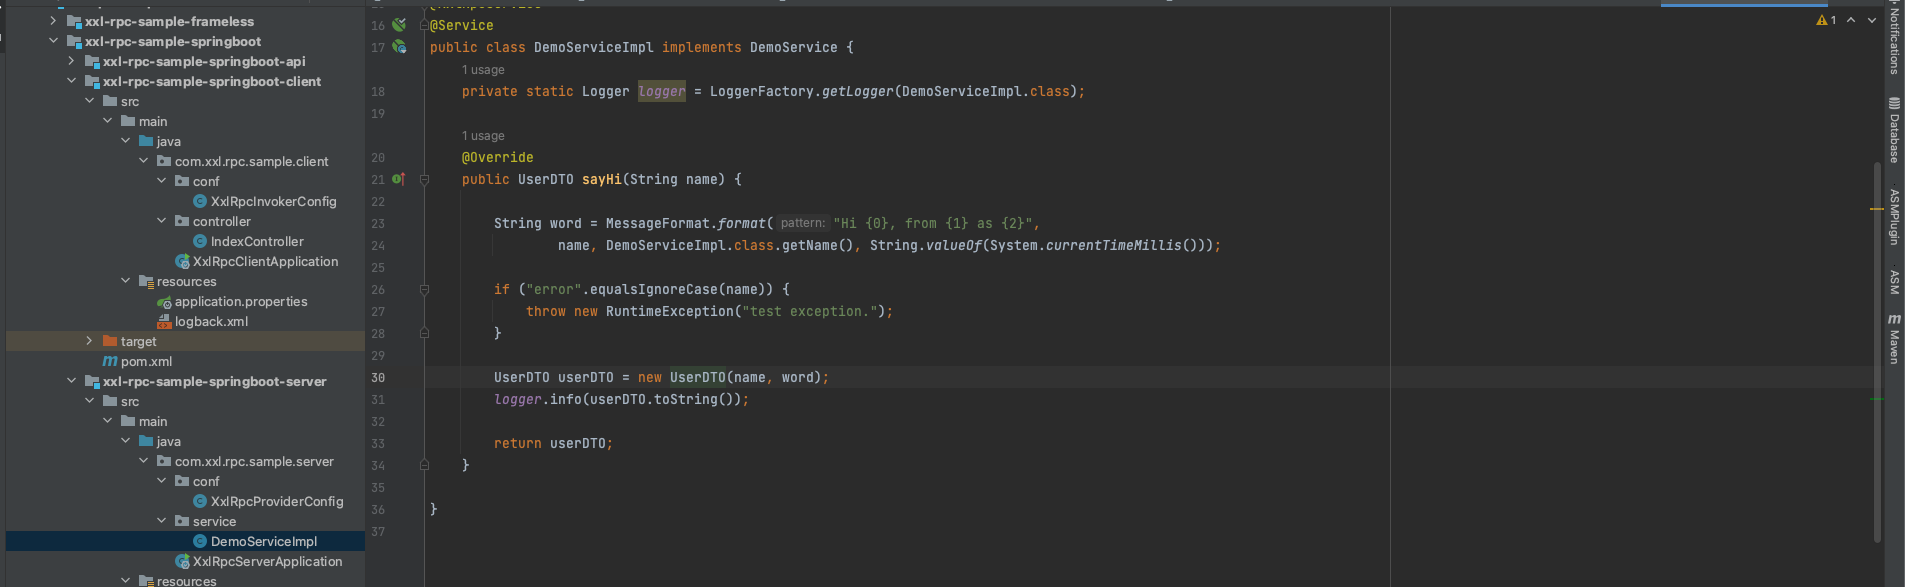 xxl-rpc-sample-frameless
xxl-rpc-sample-springboot
xxl-rpc-sample-springboot-api
xxl-rpc-sample-springboot-client
src
main
java
com.xxl.rpc.sample.client
conf
XxlRpcInvokerConfig
controller
IndexController
XxlRpcClientApplication
resources
application.properties
logback.xml
target
pom.xml
xxl-rpc-sample-springboot-server
src
main
java
com.xxl.rpc.sample.server
conf
XxlRpcProviderConfig
service
DemoServiceImpl
XxlRpcServerApplication
resources
16 @Service
17 public class DemoServiceImpl implements DemoService {
1 usage
18 private static Logger logger = LoggerFactory.getLogger(DemoServiceImpl.class);
19
1 usage
20 @Override
21 public UserDTO sayHi(String name) {
22
23 String word = MessageFormat.format( pattern: "Hi {0}, from {1} as {2}",
24 name, DemoServiceImpl.class.getName(), String.valueOf(System.currentTimeMillis()));
25
26 if ("error".equalsIgnoreCase(name)) {
27 throw new RuntimeException("test exception.");
28 }
29
30 UserDTO userDTO = new UserDTO(name, word);
31 logger.info(userDTO.toString());
32
33 return userDTO;
34 }
35
36 }
37
1
Notifications
Database
ASMPlugin
ASM
m Maven